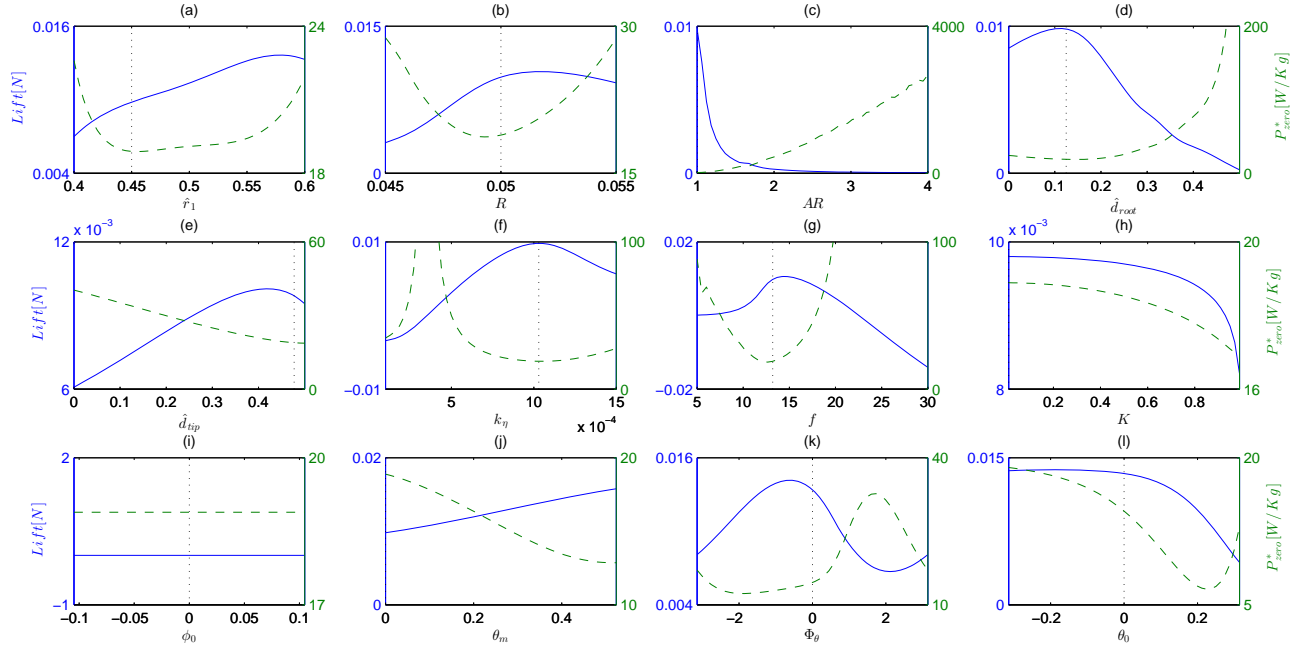 (a) (b) (c) (d)
0.016 24 0.015 30 0.01 4000 0.01 200
Lift[N] P*zero[W/Kg]
0.004 19 0 15 0 0 0 0
0.4 0.45 0.5 0.55 0.6 0.045 0.05 0.055 1 2 3 4 0 0.1 0.2 0.3 0.4
r̂1 R AR d̂root
(e) (f) (g) (h)
12 x 10⁻³ 60 0.01 100 0.02 100 10 x 10⁻³ 20
Lift[N] P*zero[W/Kg]
6 0 −0.01 0 −0.02 0 8 16
0 0.1 0.2 0.3 0.4 5 10 15 5 10 15 20 25 30 0.2 0.4 0.6 0.8
d̂tip kη x 10⁻⁴ f K
(i) (j) (k) (l)
2 20 0.02 20 0.016 40 0.015 20
Lift[N] P*zero[W/Kg]
−1 17 0 10 0.004 10 0 5
−0.1 −0.05 0 0.05 0.1 0 0.2 0.4 −2 0 2 −0.2 0 0.2
ϕ0 θm Φθ θ0